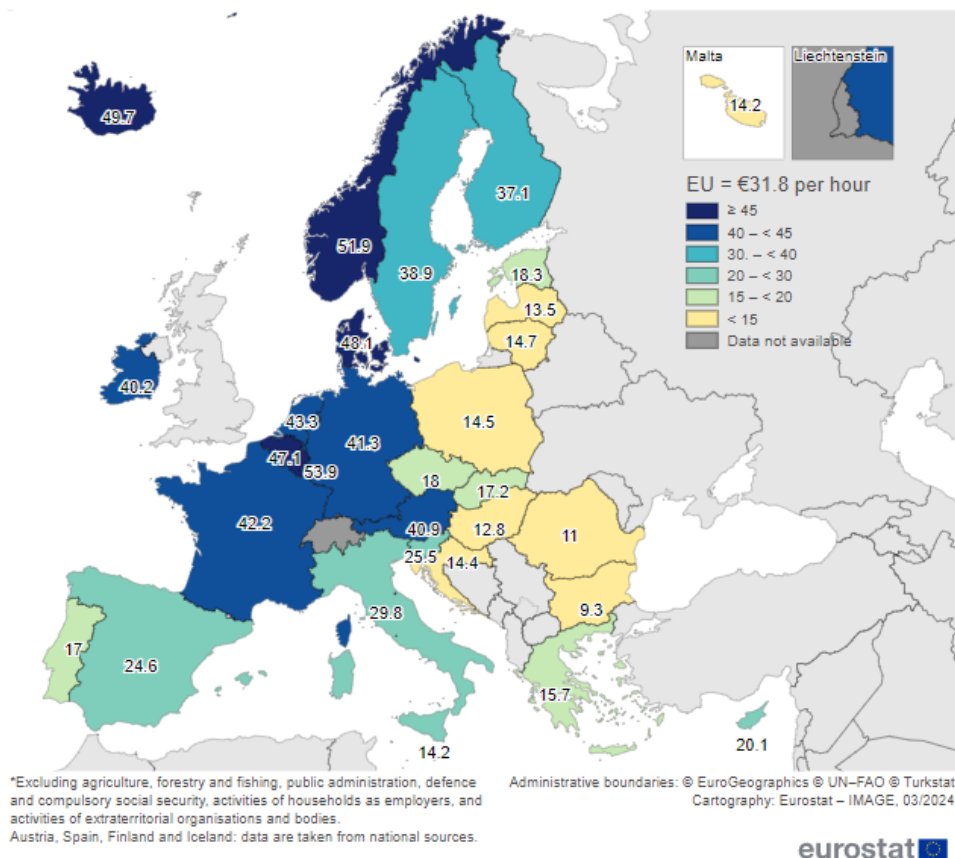 49.7
Malta
Liechtenstein
14.2
EU = €31.8 per hour
≥ 45
40 – < 45
30. – < 40
20 – < 30
15 – < 20
< 15
Data not available
37.1
51.9
38.9
18.3
13.5
14.7
48.1
40.2
43.3
41.3
14.5
47.1
53.9
18
17.2
42.2
40.9
12.8
11
25.5
14.4
29.8
9.3
17
24.6
15.7
14.2
20.1
*Excluding agriculture, forestry and fishing, public administration, defence
and compulsory social security, activities of households as employers, and
activities of extraterritorial organisations and bodies.
Austria, Spain, Finland and Iceland: data are taken from national sources.
Administrative boundaries: © EuroGeographics © UN–FAO © Turkstat
Cartography: Eurostat – IMAGE, 03/2024
eurostat